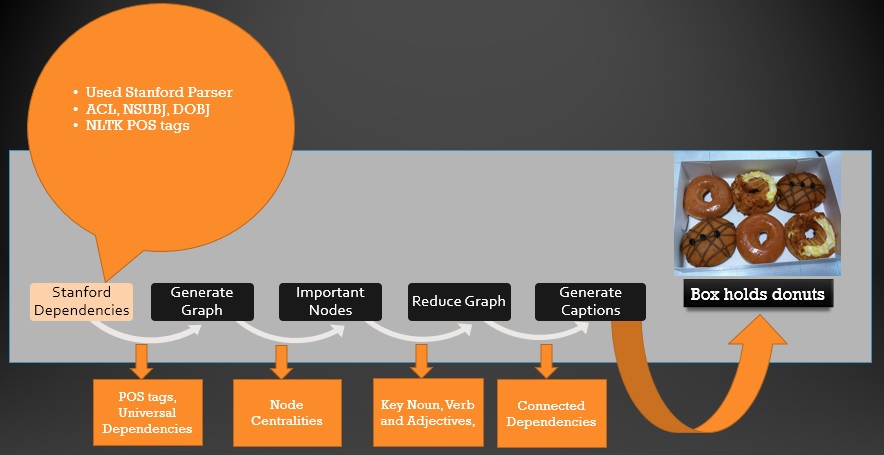 • Used Stanford Parser
• ACL, NSUBJ, DOBJ
• NLTK POS tags
Stanford
Dependencies
Generate
Graph
Important
Nodes
Reduce Graph
Generate
Captions
Box holds donuts
POS tags,
Universal
Dependencies
Node
Centralities
Key Noun, Verb
and Adjectives,
Connected
Dependencies